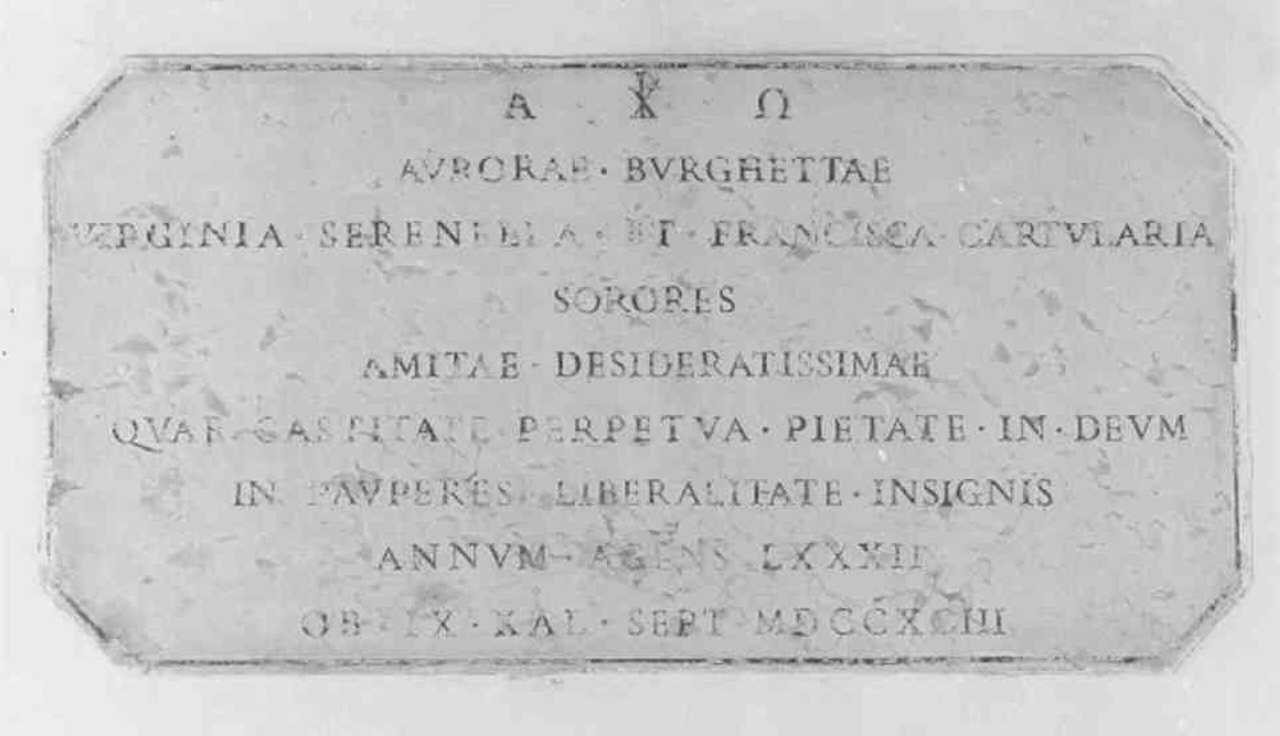 Α ☧ Ω
AVRORAE · BVRGHETTAE
VIRGINIA · SERENELLA · ET · FRANCISCA · CARTVLARIA
SORORES
AMITAE · DESIDERATISSIMAE
QVAE CASTITATE PERPETVA · PIETATE · IN · DEVM
IN PAVPERES LIBERALITATE · INSIGNIS
ANNVM AGENS LXXXII
OB · IX · KAL · SEPT MDCCXCIII